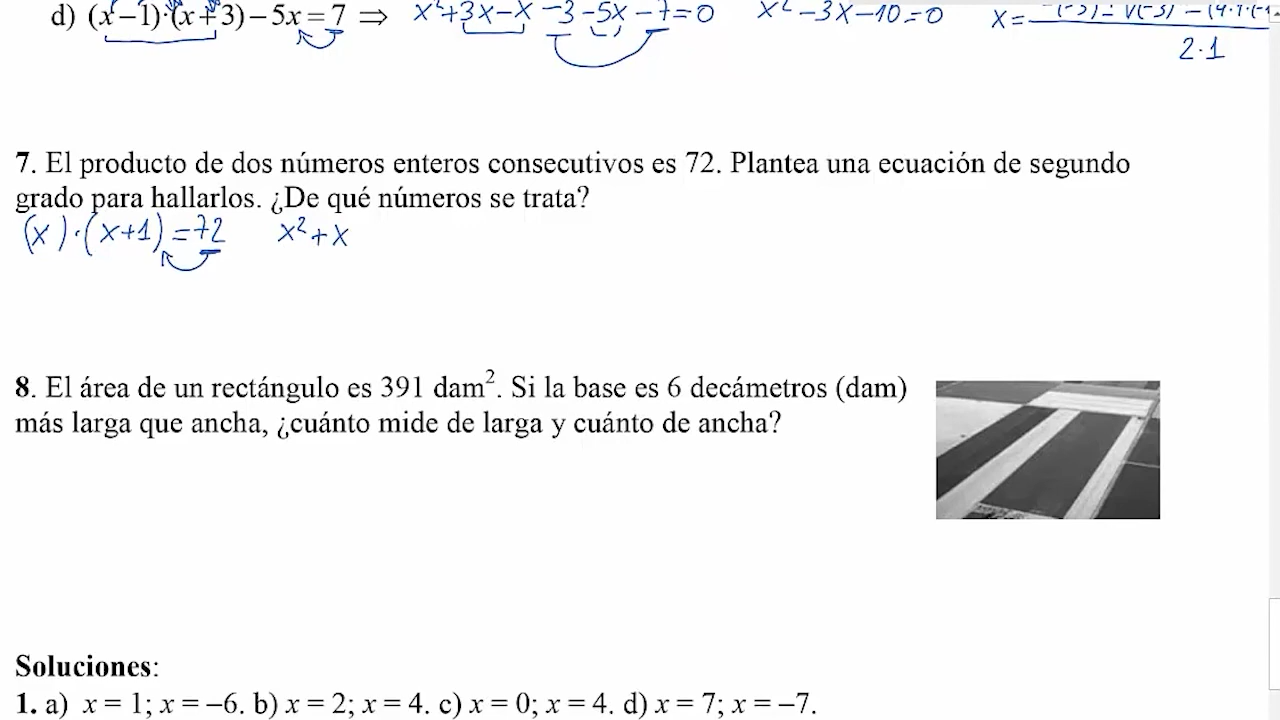 d) (x–1)·(x+3)–5x=7 ⇒ x²+3x–x–3–5x–7=0 x²–3x–10=0 x=
2·1
7. El producto de dos números enteros consecutivos es 72. Plantea una ecuación de segundo
grado para hallarlos. ¿De qué números se trata?
(x)·(x+1)=72 x²+x
8. El área de un rectángulo es 391 dam². Si la base es 6 decámetros (dam)
más larga que ancha, ¿cuánto mide de larga y cuánto de ancha?
Soluciones:
1. a) x = 1; x = –6. b) x = 2; x = 4. c) x = 0; x = 4. d) x = 7; x = –7.